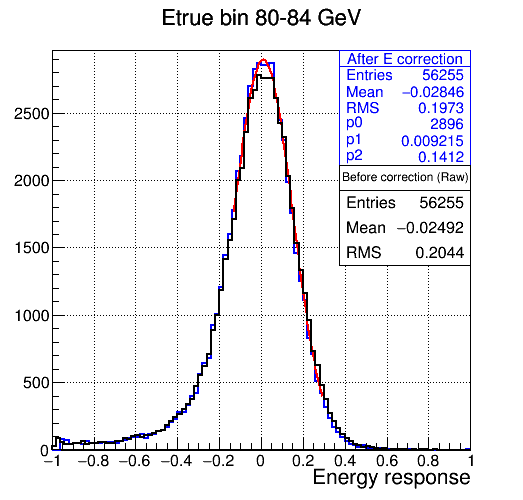 Etrue bin 80-84 GeV
After E correction
Entries 56255
Mean −0.02846
RMS 0.1973
p0 2896
p1 0.009215
p2 0.1412
Before correction (Raw)
Entries 56255
Mean −0.02492
RMS 0.2044
2500
2000
1500
1000
500
0
−1 −0.8 −0.6 −0.4 −0.2 0 0.2 0.4 0.6 0.8 1
Energy response